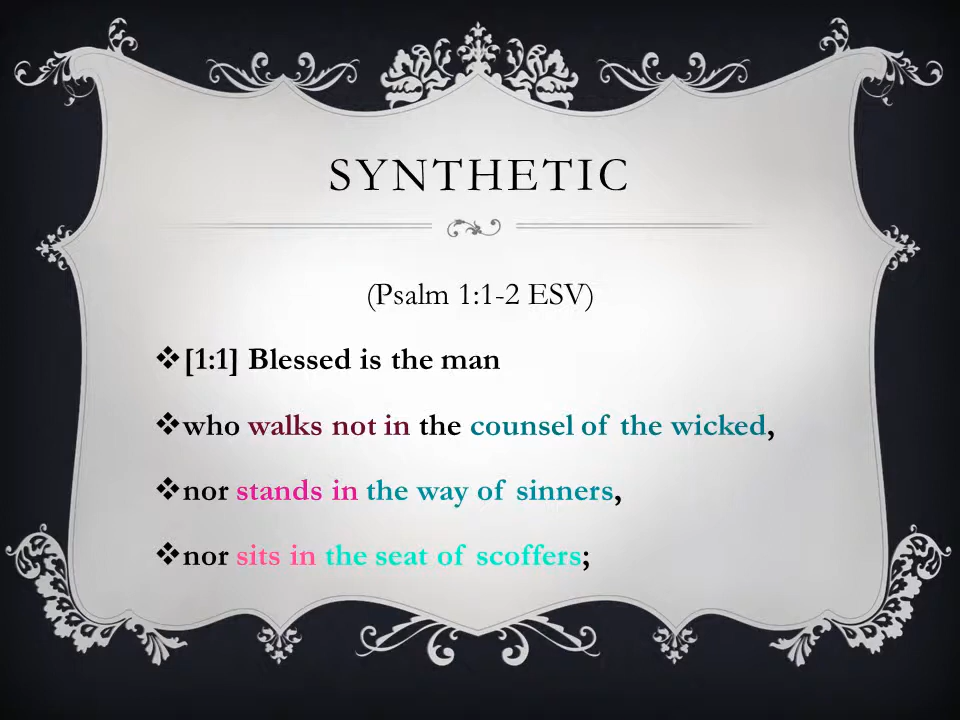 SYNTHETIC
(Psalm 1:1-2 ESV)
❖[1:1] Blessed is the man
❖who walks not in the counsel of the wicked,
❖nor stands in the way of sinners,
❖nor sits in the seat of scoffers;